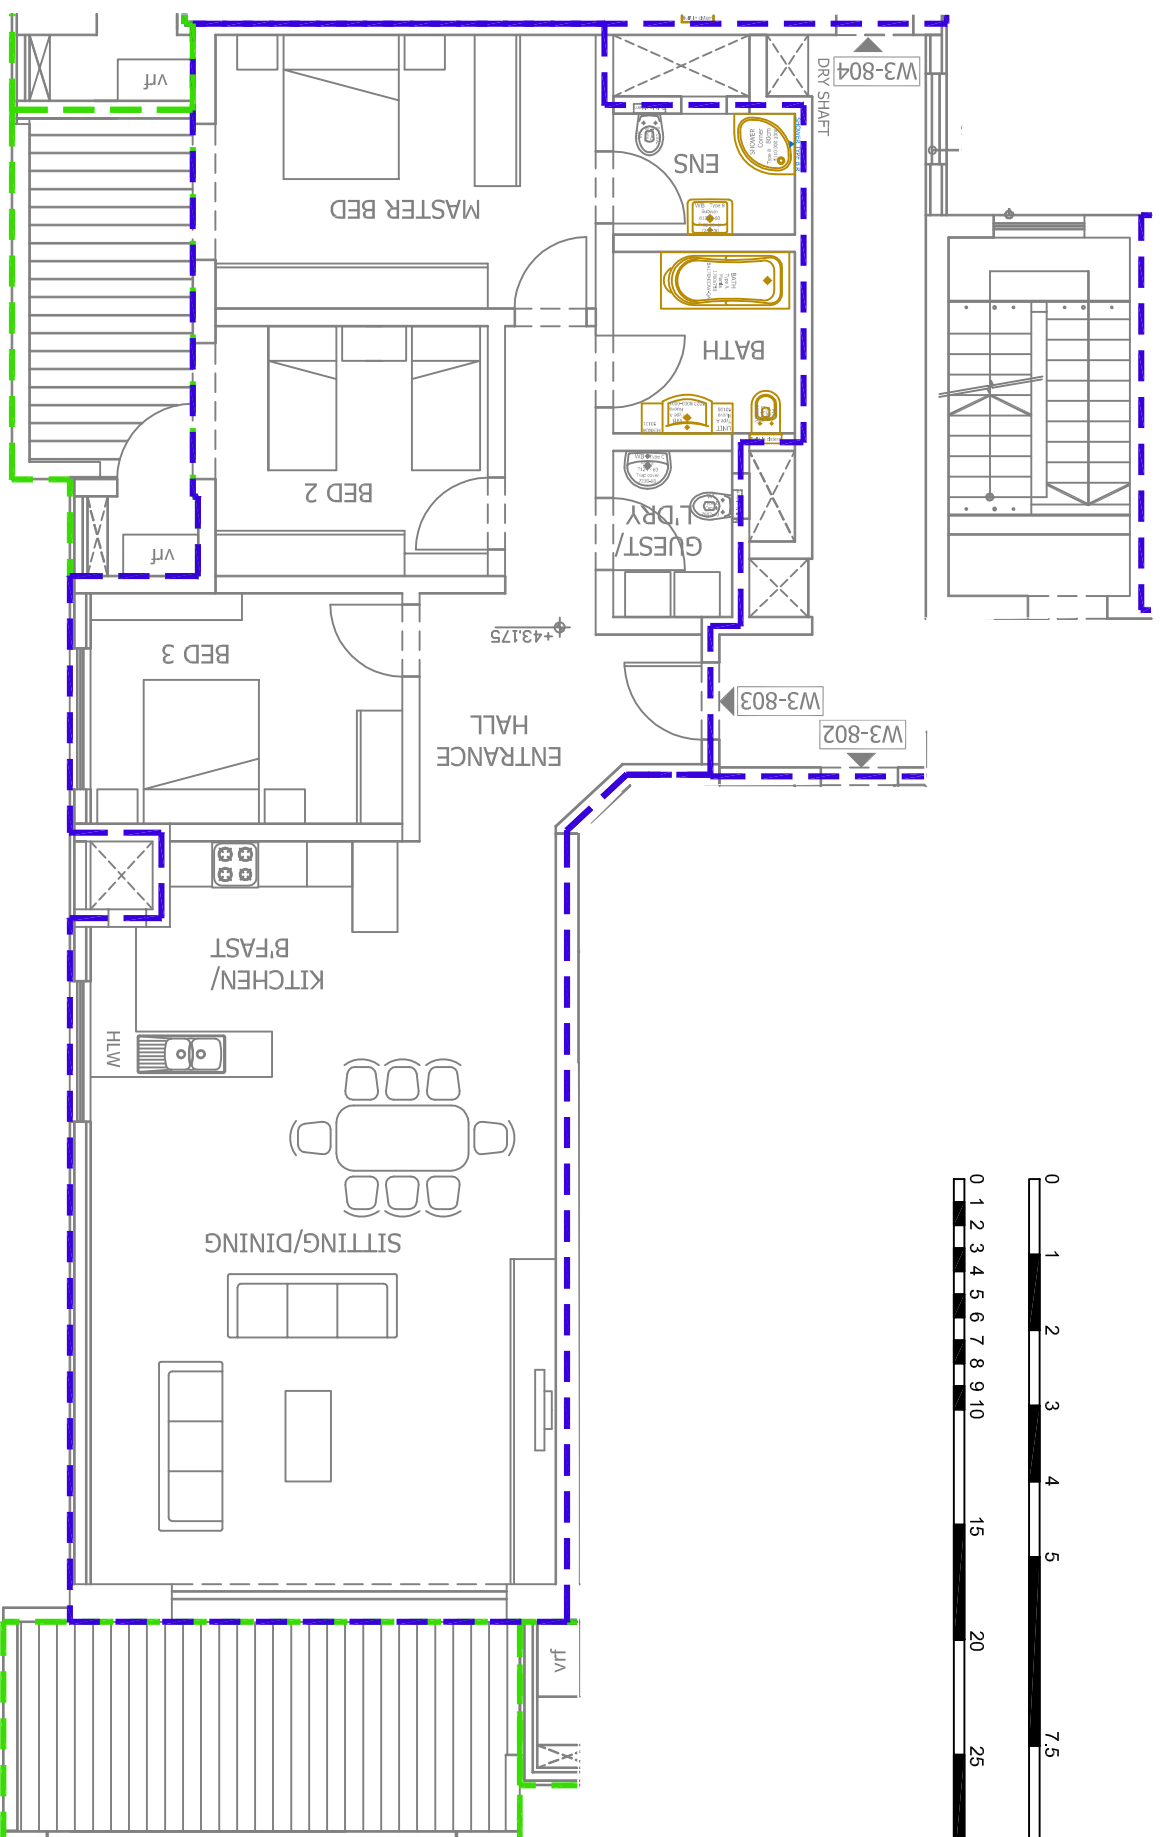 vrf
W3-804
DRY SHAFT
ENS
MASTER BED
BATH
BED 2
GUEST/
L'DRY
vrf
+43.175
BED 3
W3-803
W3-802
ENTRANCE
HALL
KITCHEN/
B'FAST
HLW
SITTING/DINING
vrf
0 1 2 3 4 5 6 7 8 9 10 15 20 25
0 1 2 3 4 5 7.5